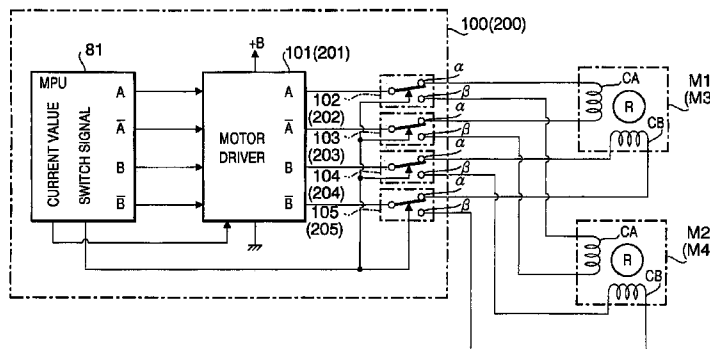 100(200)
81
+B
101(201)
MPU
CURRENT VALUE
SWITCH SIGNAL
A
A̅
B
B̅
MOTOR
DRIVER
A
A̅
B
B̅
102
(202)
103
(203)
104
(204)
105
(205)
α
β
α
β
α
β
α
β
CA
R
CB
M1
(M3
CA
R
CB
M2
(M4